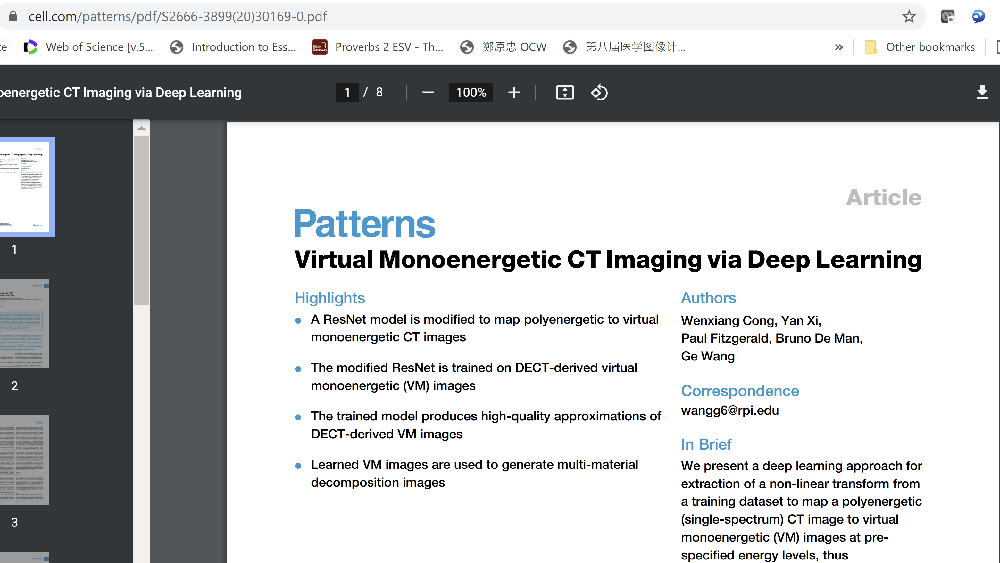 cell.com/patterns/pdf/S2666-3899(20)30169-0.pdf
Web of Science [v.5...
Introduction to Ess...
Bible Gateway
Proverbs 2 ESV - Th...
鄭原忠 OCW
第八届医学图像计...
»
Other bookmarks
oenergetic CT Imaging via Deep Learning
1 / 8
100%
1
2
3
Article
Patterns
Virtual Monoenergetic CT Imaging via Deep Learning
Highlights
A ResNet model is modified to map polyenergetic to virtual
monoenergetic CT images
The modified ResNet is trained on DECT-derived virtual
monoenergetic (VM) images
The trained model produces high-quality approximations of
DECT-derived VM images
Learned VM images are used to generate multi-material
decomposition images
Authors
Wenxiang Cong, Yan Xi,
Paul Fitzgerald, Bruno De Man,
Ge Wang
Correspondence
wangg6@rpi.edu
In Brief
We present a deep learning approach for
extraction of a non-linear transform from
a training dataset to map a polyenergetic
(single-spectrum) CT image to virtual
monoenergetic (VM) images at pre-
specified energy levels, thus